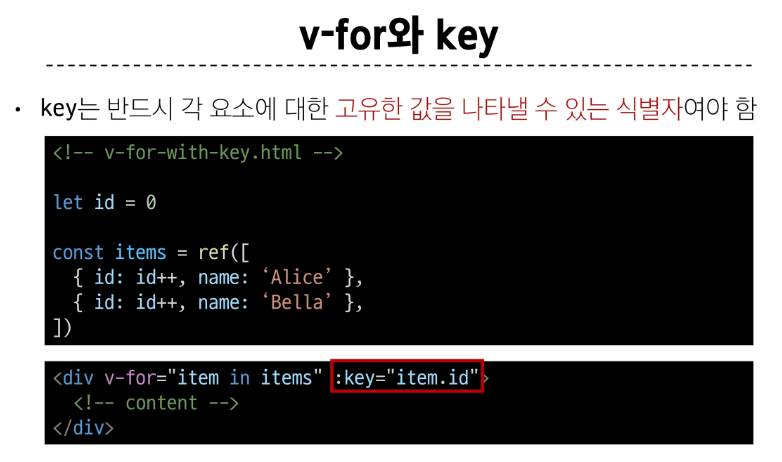 v-for와 key
• key는 반드시 각 요소에 대한 고유한 값을 나타낼 수 있는 식별자여야 함
<!-- v-for-with-key.html -->
let id = 0
const items = ref([
  { id: id++, name: ‘Alice’ },
  { id: id++, name: ‘Bella’ },
])
<div v-for="item in items" :key="item.id">
  <!-- content -->
</div>